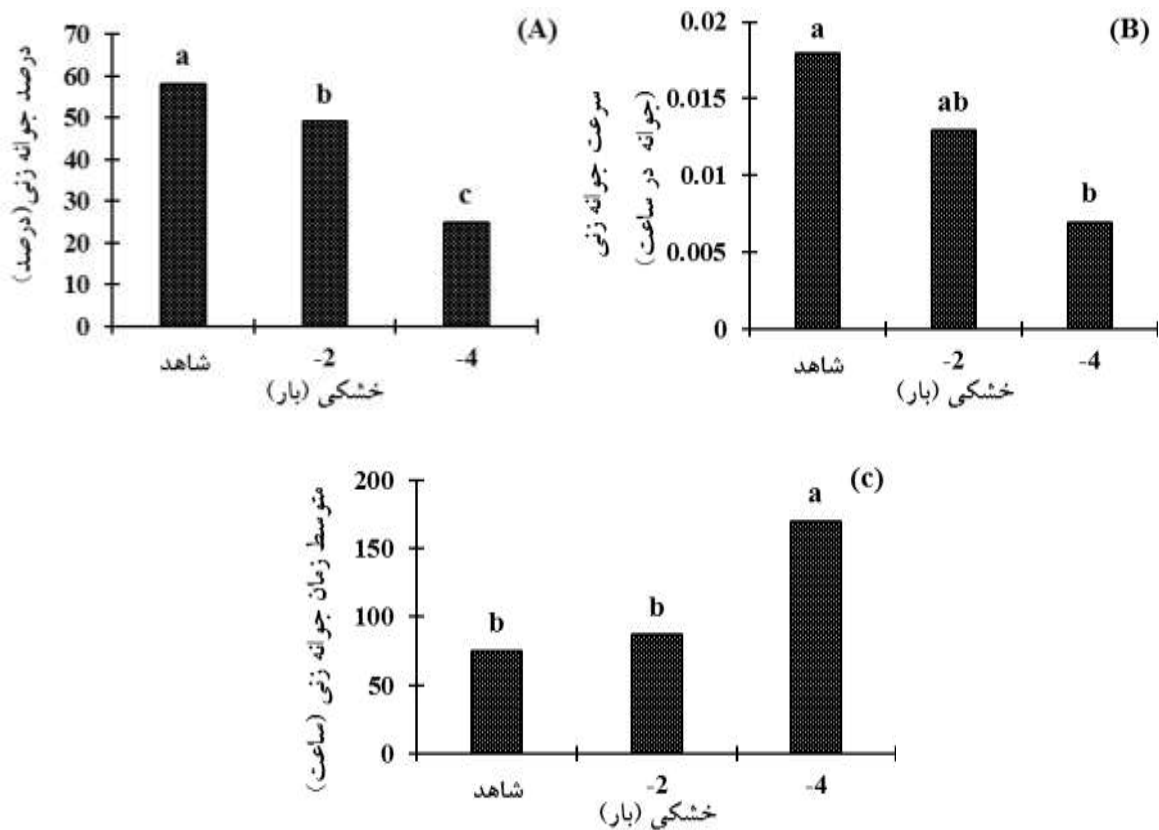 (A)
درصد جوانه زنی(درصد)
70
60
50
40
30
20
10
0
a
b
c
شاهد
-2
-4
خشکی (بار)
(B)
سرعت جوانه زنی
(جوانه در ساعت)
0.02
0.015
0.01
0.005
0
a
ab
b
شاهد
-2
-4
خشکی (بار)
(c)
متوسط زمان جوانه زنی (ساعت)
200
150
100
50
0
b
b
a
شاهد
-2
-4
خشکی (بار)